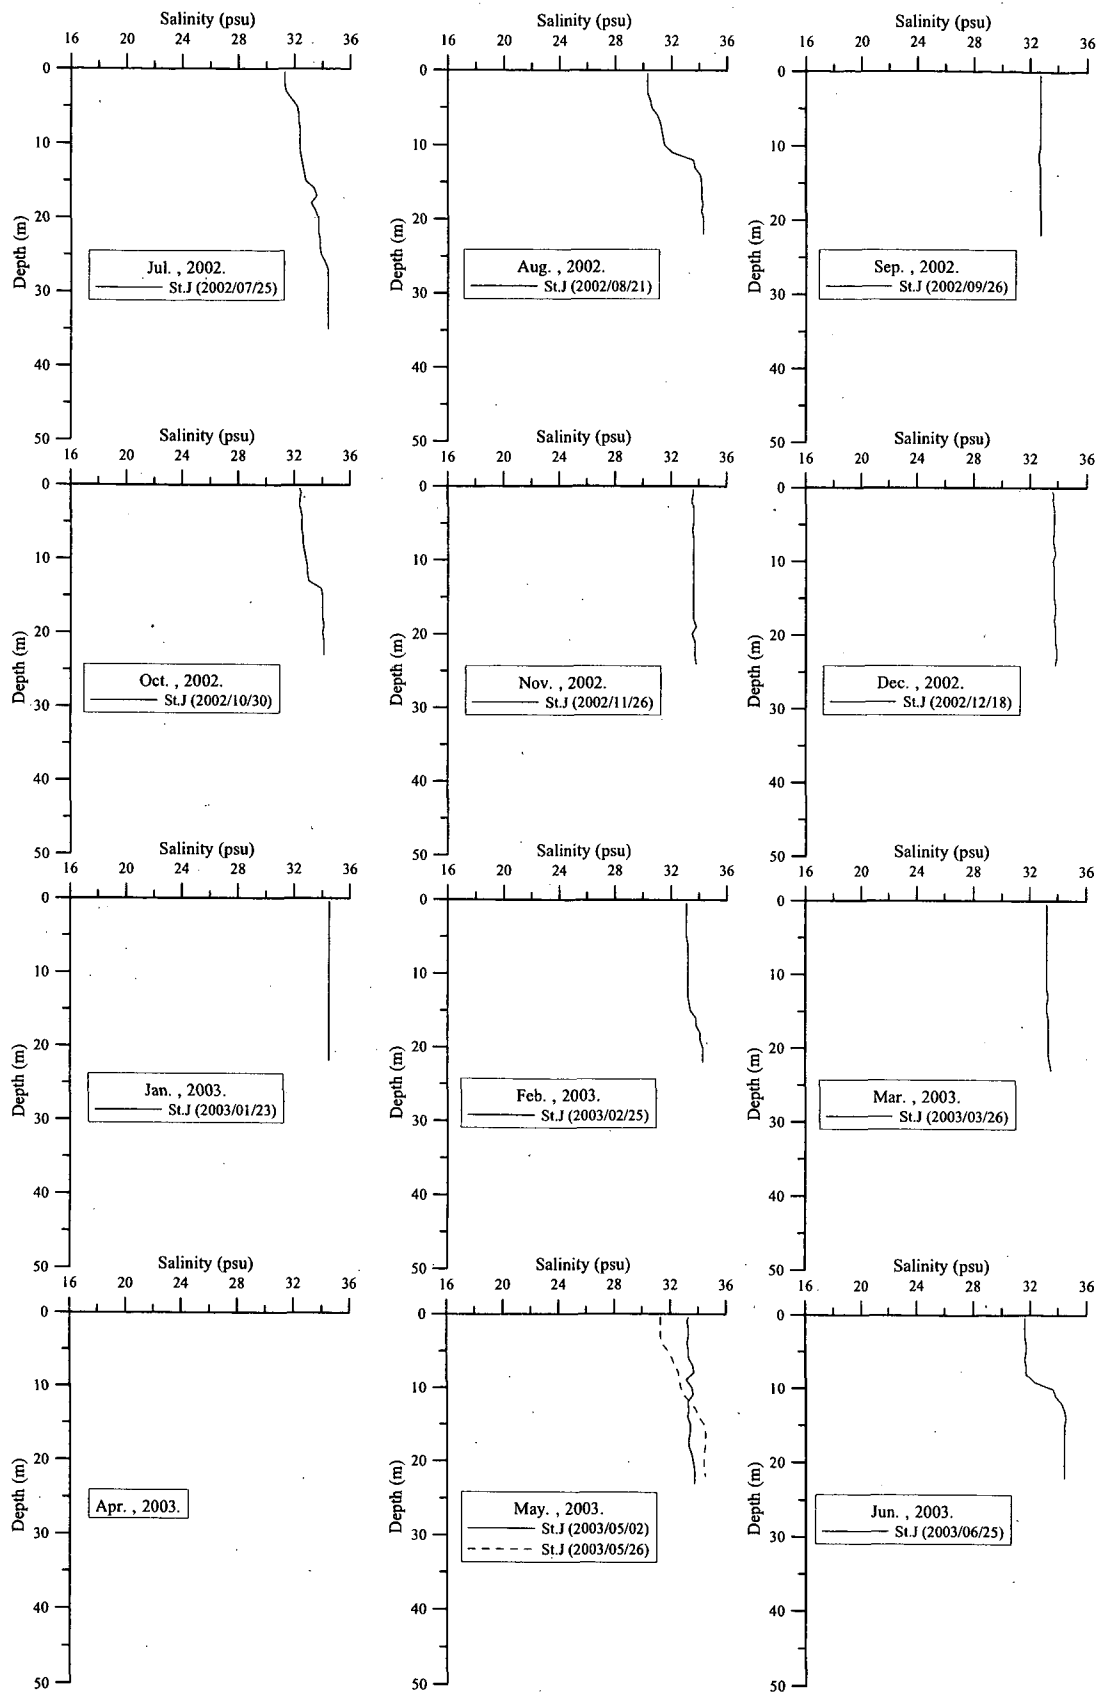 Salinity (psu)
16 20 24 28 32 36
0
10
20
30
40
50
Depth (m)
Jul. , 2002.
St.J (2002/07/25)
Salinity (psu)
16 20 24 28 32 36
0
10
20
30
40
50
Depth (m)
Aug. , 2002.
St.J (2002/08/21)
Salinity (psu)
16 20 24 28 32 36
0
10
20
30
40
50
Depth (m)
Sep. , 2002.
St.J (2002/09/26)
Salinity (psu)
16 20 24 28 32 36
0
10
20
30
40
50
Depth (m)
Oct. , 2002.
St.J (2002/10/30)
Salinity (psu)
16 20 24 28 32 36
0
10
20
30
40
50
Depth (m)
Nov. , 2002.
St.J (2002/11/26)
Salinity (psu)
16 20 24 28 32 36
0
10
20
30
40
50
Depth (m)
Dec. , 2002.
St.J (2002/12/18)
Salinity (psu)
16 20 24 28 32 36
0
10
20
30
40
50
Depth (m)
Jan. , 2003.
St.J (2003/01/23)
Salinity (psu)
16 20 24 28 32 36
0
10
20
30
40
50
Depth (m)
Feb. , 2003.
St.J (2003/02/25)
Salinity (psu)
16 20 24 28 32 36
0
10
20
30
40
50
Depth (m)
Mar. , 2003.
St.J (2003/03/26)
Salinity (psu)
16 20 24 28 32 36
0
10
20
30
40
50
Depth (m)
Apr. , 2003.
Salinity (psu)
16 20 24 28 32 36
0
10
20
30
40
50
Depth (m)
May. , 2003.
St.J (2003/05/02)
St.J (2003/05/26)
Salinity (psu)
16 20 24 28 32 36
0
10
20
30
40
50
Depth (m)
Jun. , 2003.
St.J (2003/06/25)